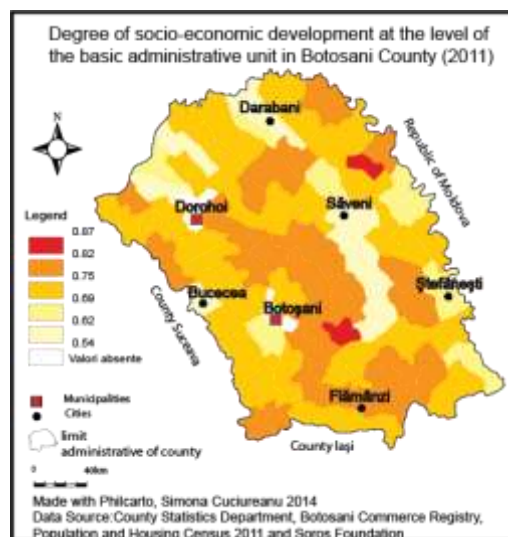 Degree of socio-economic development at the level of
the basic administrative unit in Botosani County (2011)
Darabani
Republic of Moldova
N
Dorohoi
Săveni
Legend
0.87
0.82
0.75
0.69
0.62
0.54
Valori absente
Bucecea
Ștefănești
Botoșani
County Suceava
Municipalities
Cities
limit
administrative of county
Flămânzi
County Iași
0 40km
Made with Philcarto, Simona Cuciureanu 2014
Data Source:County Statistics Department, Botosani Commerce Registry,
Population and Housing Census 2011 and Soros Foundation